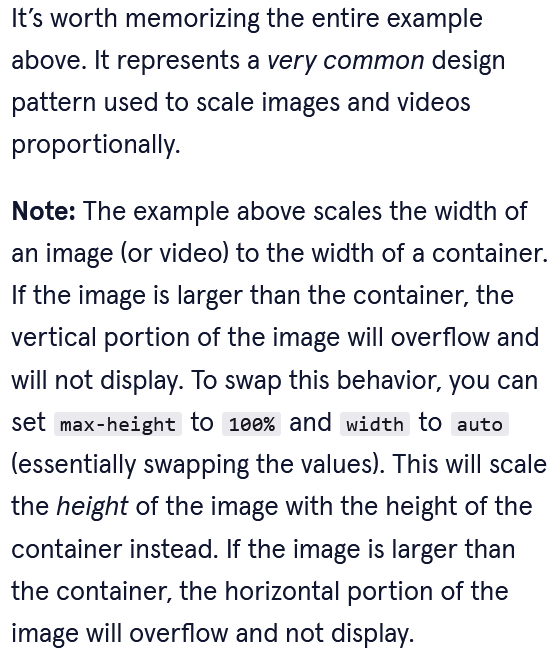 It’s worth memorizing the entire example
above. It represents a very common design
pattern used to scale images and videos
proportionally.
Note: The example above scales the width of
an image (or video) to the width of a container.
If the image is larger than the container, the
vertical portion of the image will overflow and
will not display. To swap this behavior, you can
set max-height to 100% and width to auto
(essentially swapping the values). This will scale
the height of the image with the height of the
container instead. If the image is larger than
the container, the horizontal portion of the
image will overflow and not display.